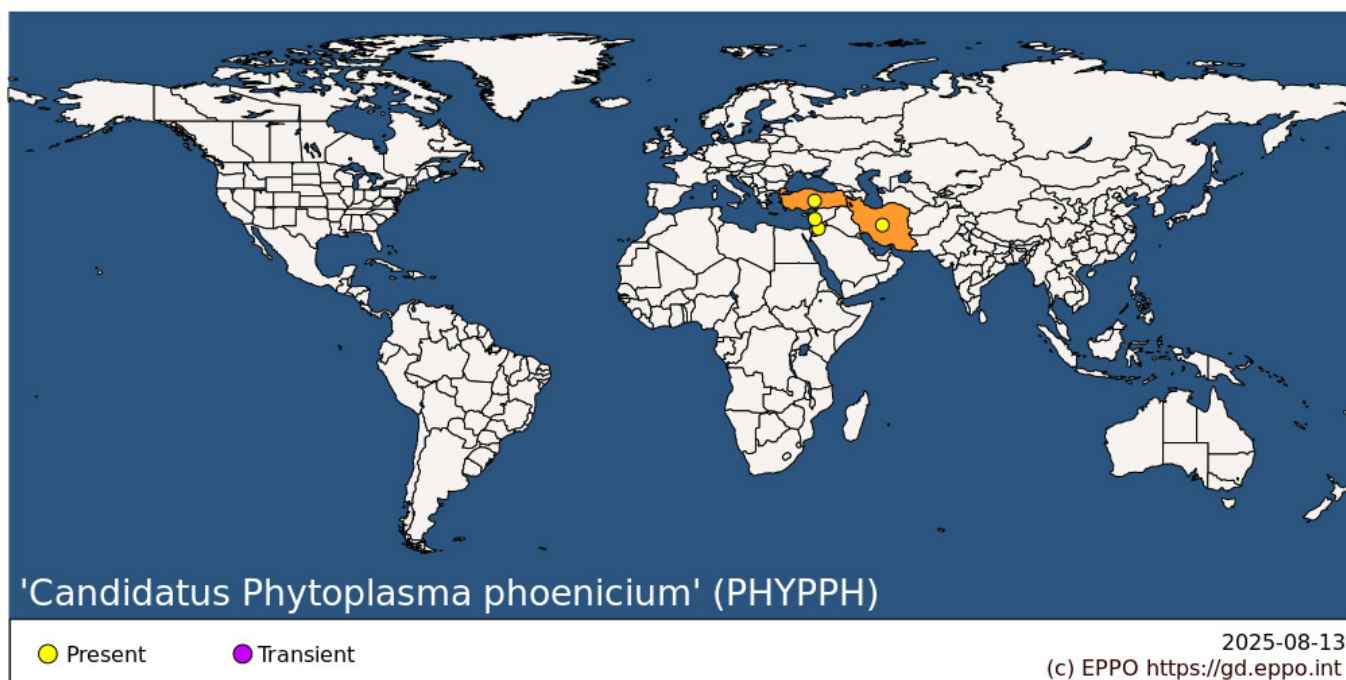 'Candidatus Phytoplasma phoenicium' (PHYPPH)
Present
Transient
2025-08-13
(c) EPPO https://gd.eppo.int